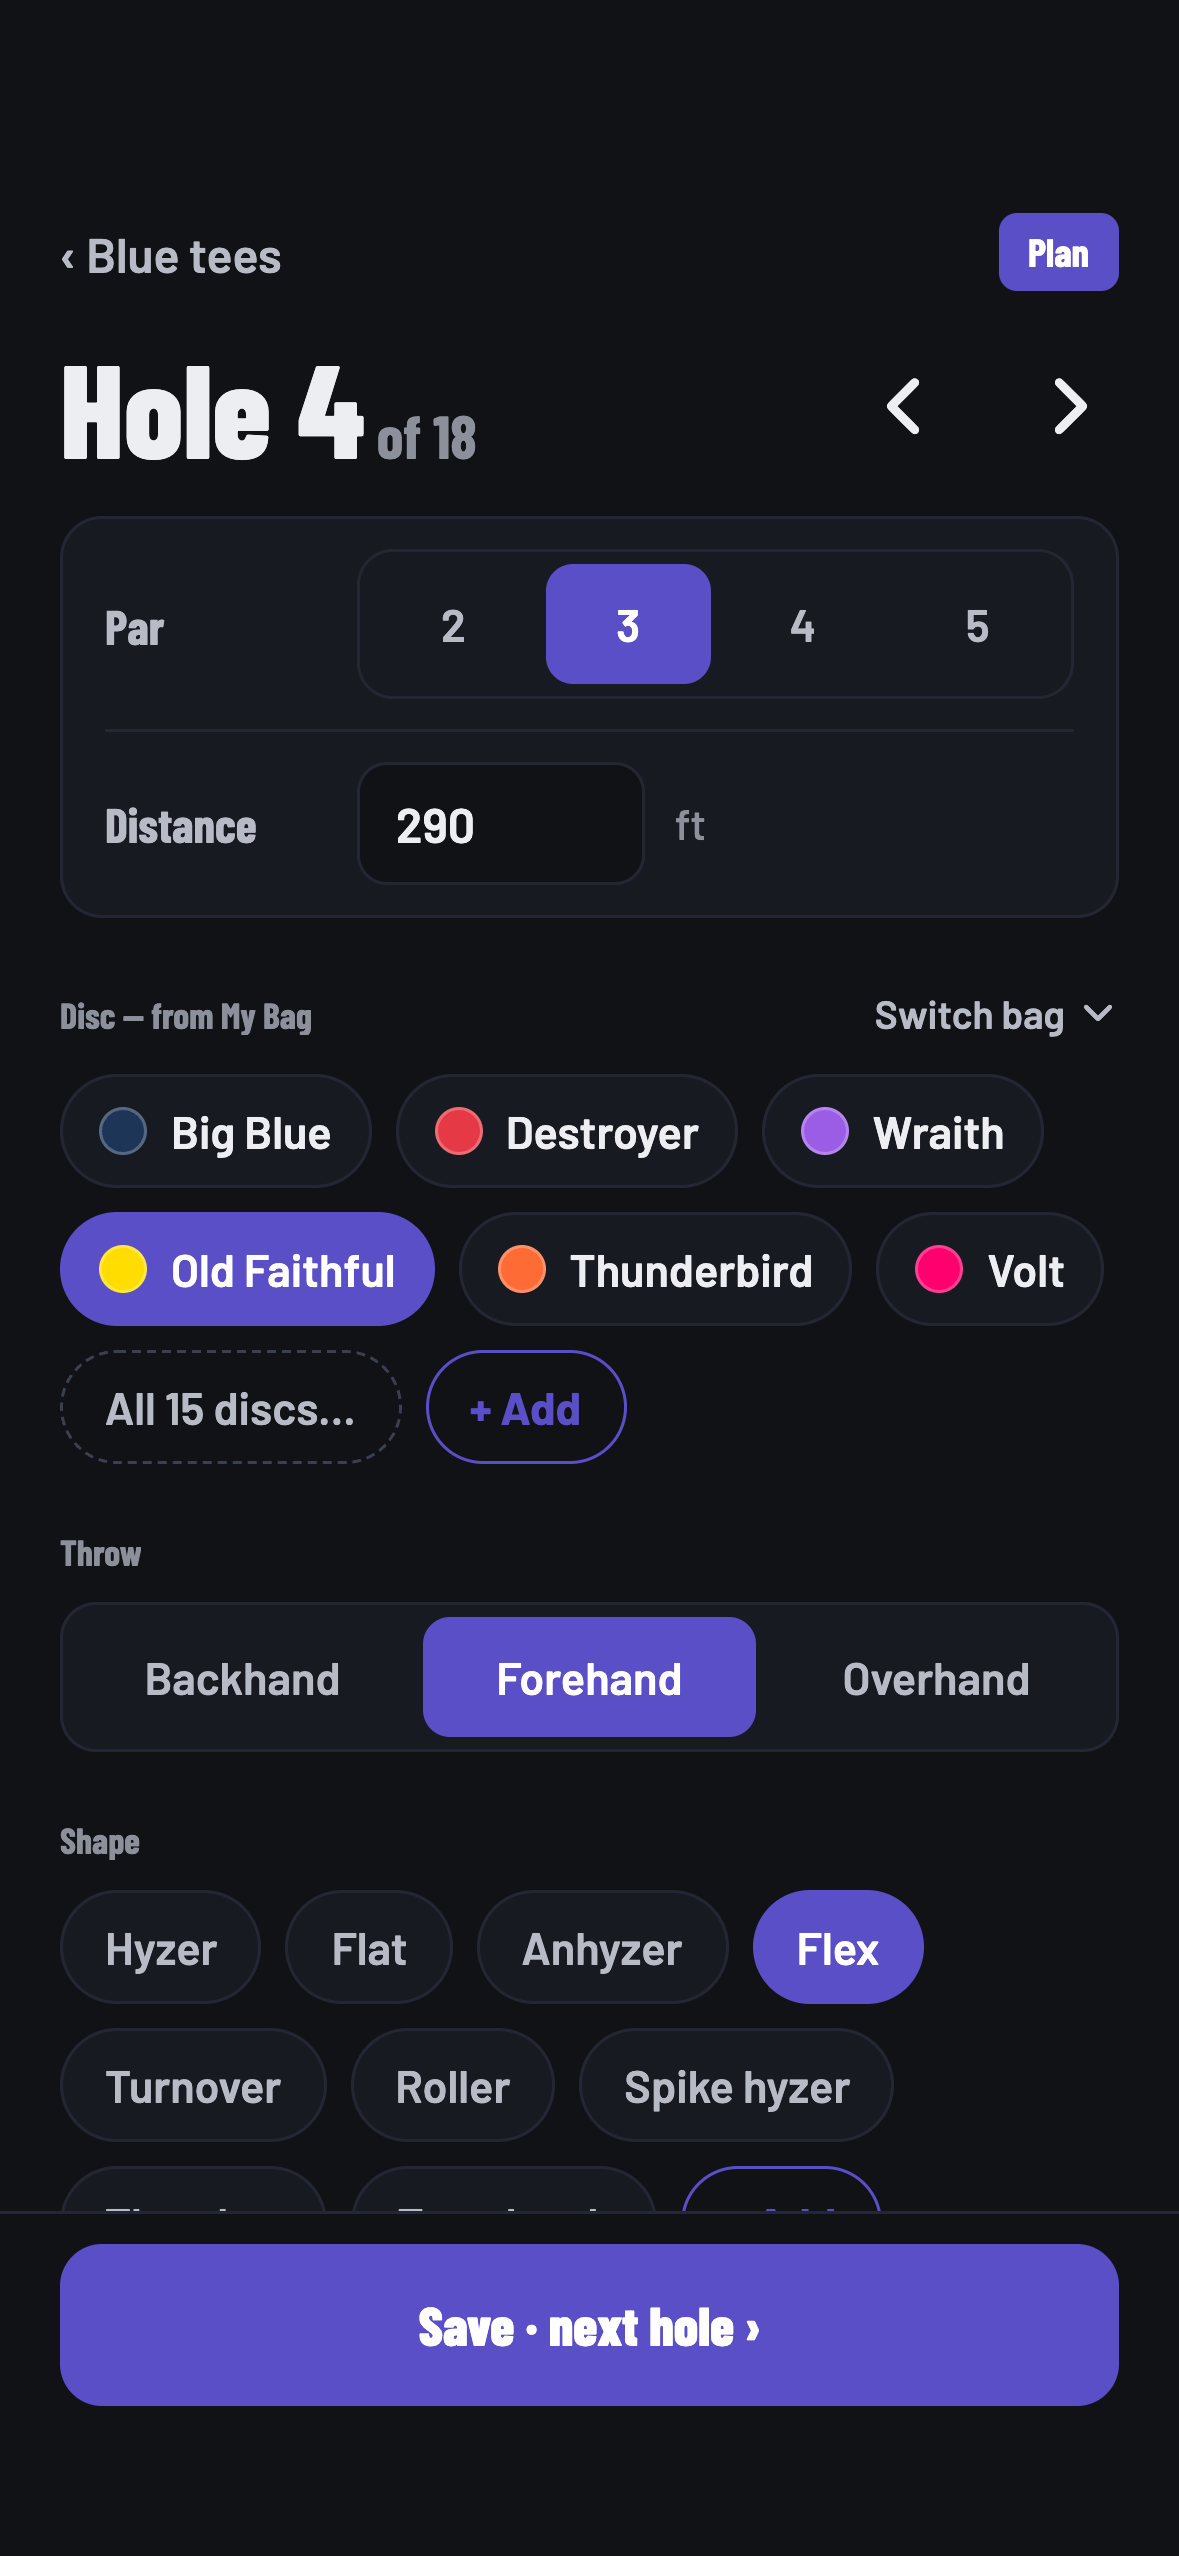 ‹ Blue tees
Plan
Hole 4 of 18
Par
2 3 4 5
Distance
290 ft
Disc – from My Bag
Switch bag
Big Blue
Destroyer
Wraith
Old Faithful
Thunderbird
Volt
All 15 discs...
+ Add
Throw
Backhand
Forehand
Overhand
Shape
Hyzer
Flat
Anhyzer
Flex
Turnover
Roller
Spike hyzer
Save · next hole ›